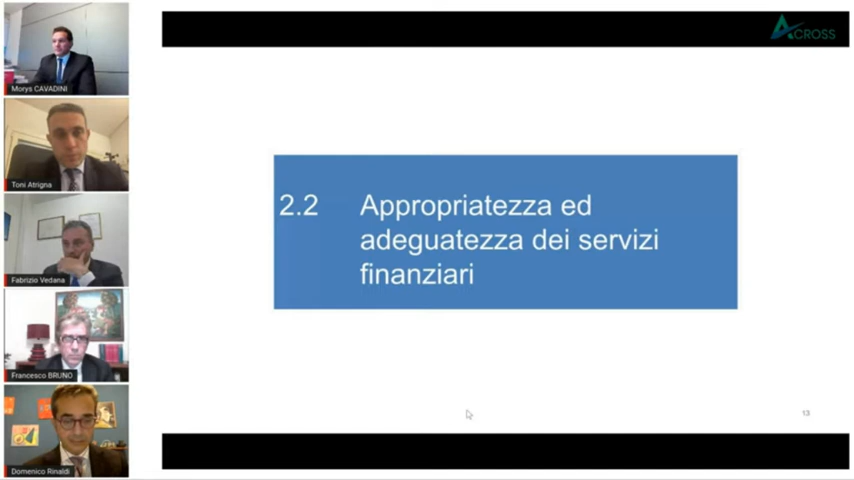 ACROSS
Morys CAVADINI
Toni Atrigna
Fabrizio Vedana
Francesco BRUNO
Domenico Rinaldi
2.2 Appropriatezza ed
adeguatezza dei servizi
finanziari
13